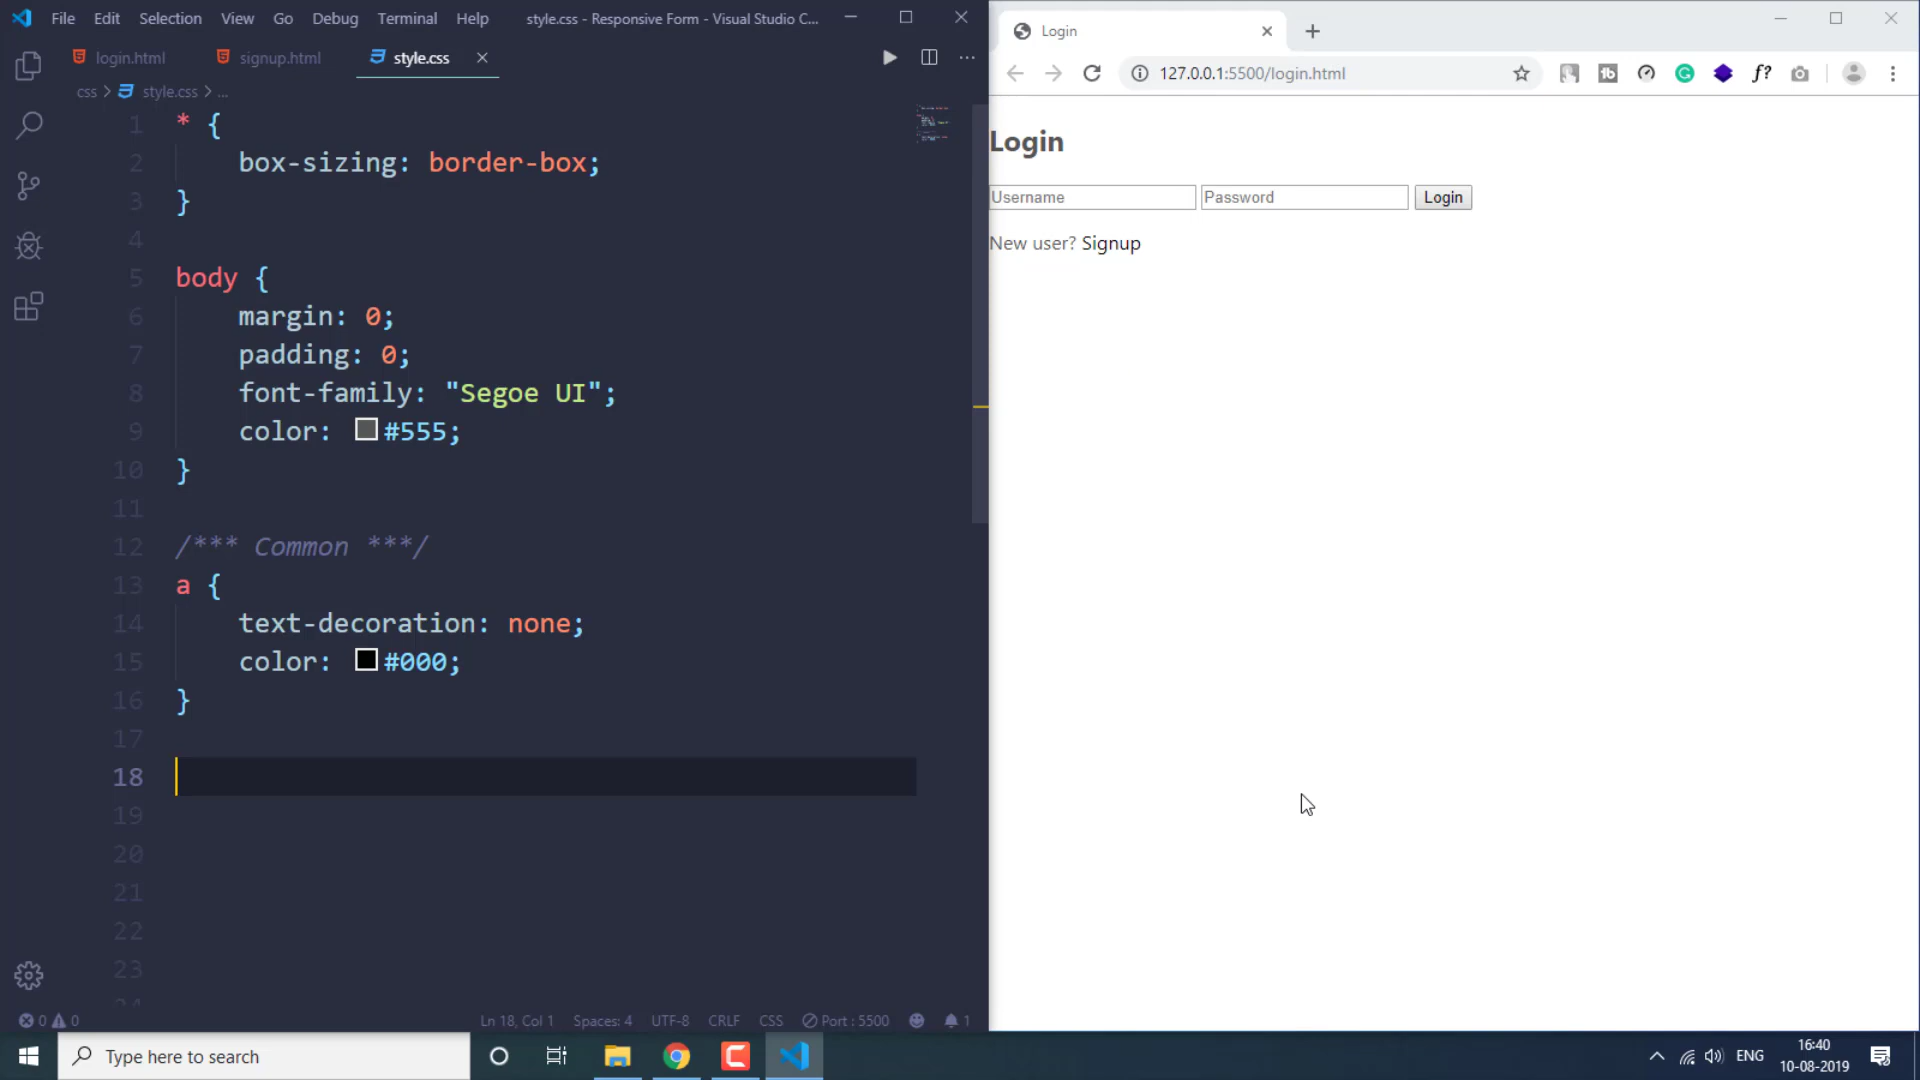 File Edit Selection View Go Debug Terminal Help style.css - Responsive Form - Visual Studio C...
login.html signup.html style.css
css > style.css > ...
1 * {
2 box-sizing: border-box;
3 }
4
5 body {
6 margin: 0;
7 padding: 0;
8 font-family: "Segoe UI";
9 color: #555;
10 }
11
12 /*** Common ***/
13 a {
14 text-decoration: none;
15 color: #000;
16 }
17
18
19
20
21
22
23
0 0 Ln 18, Col 1 Spaces: 4 UTF-8 CRLF CSS Port : 5500 1
Login
127.0.0.1:5500/login.html
Login
Username Password Login
New user? Signup
Type here to search
ENG
16:40
10-08-2019